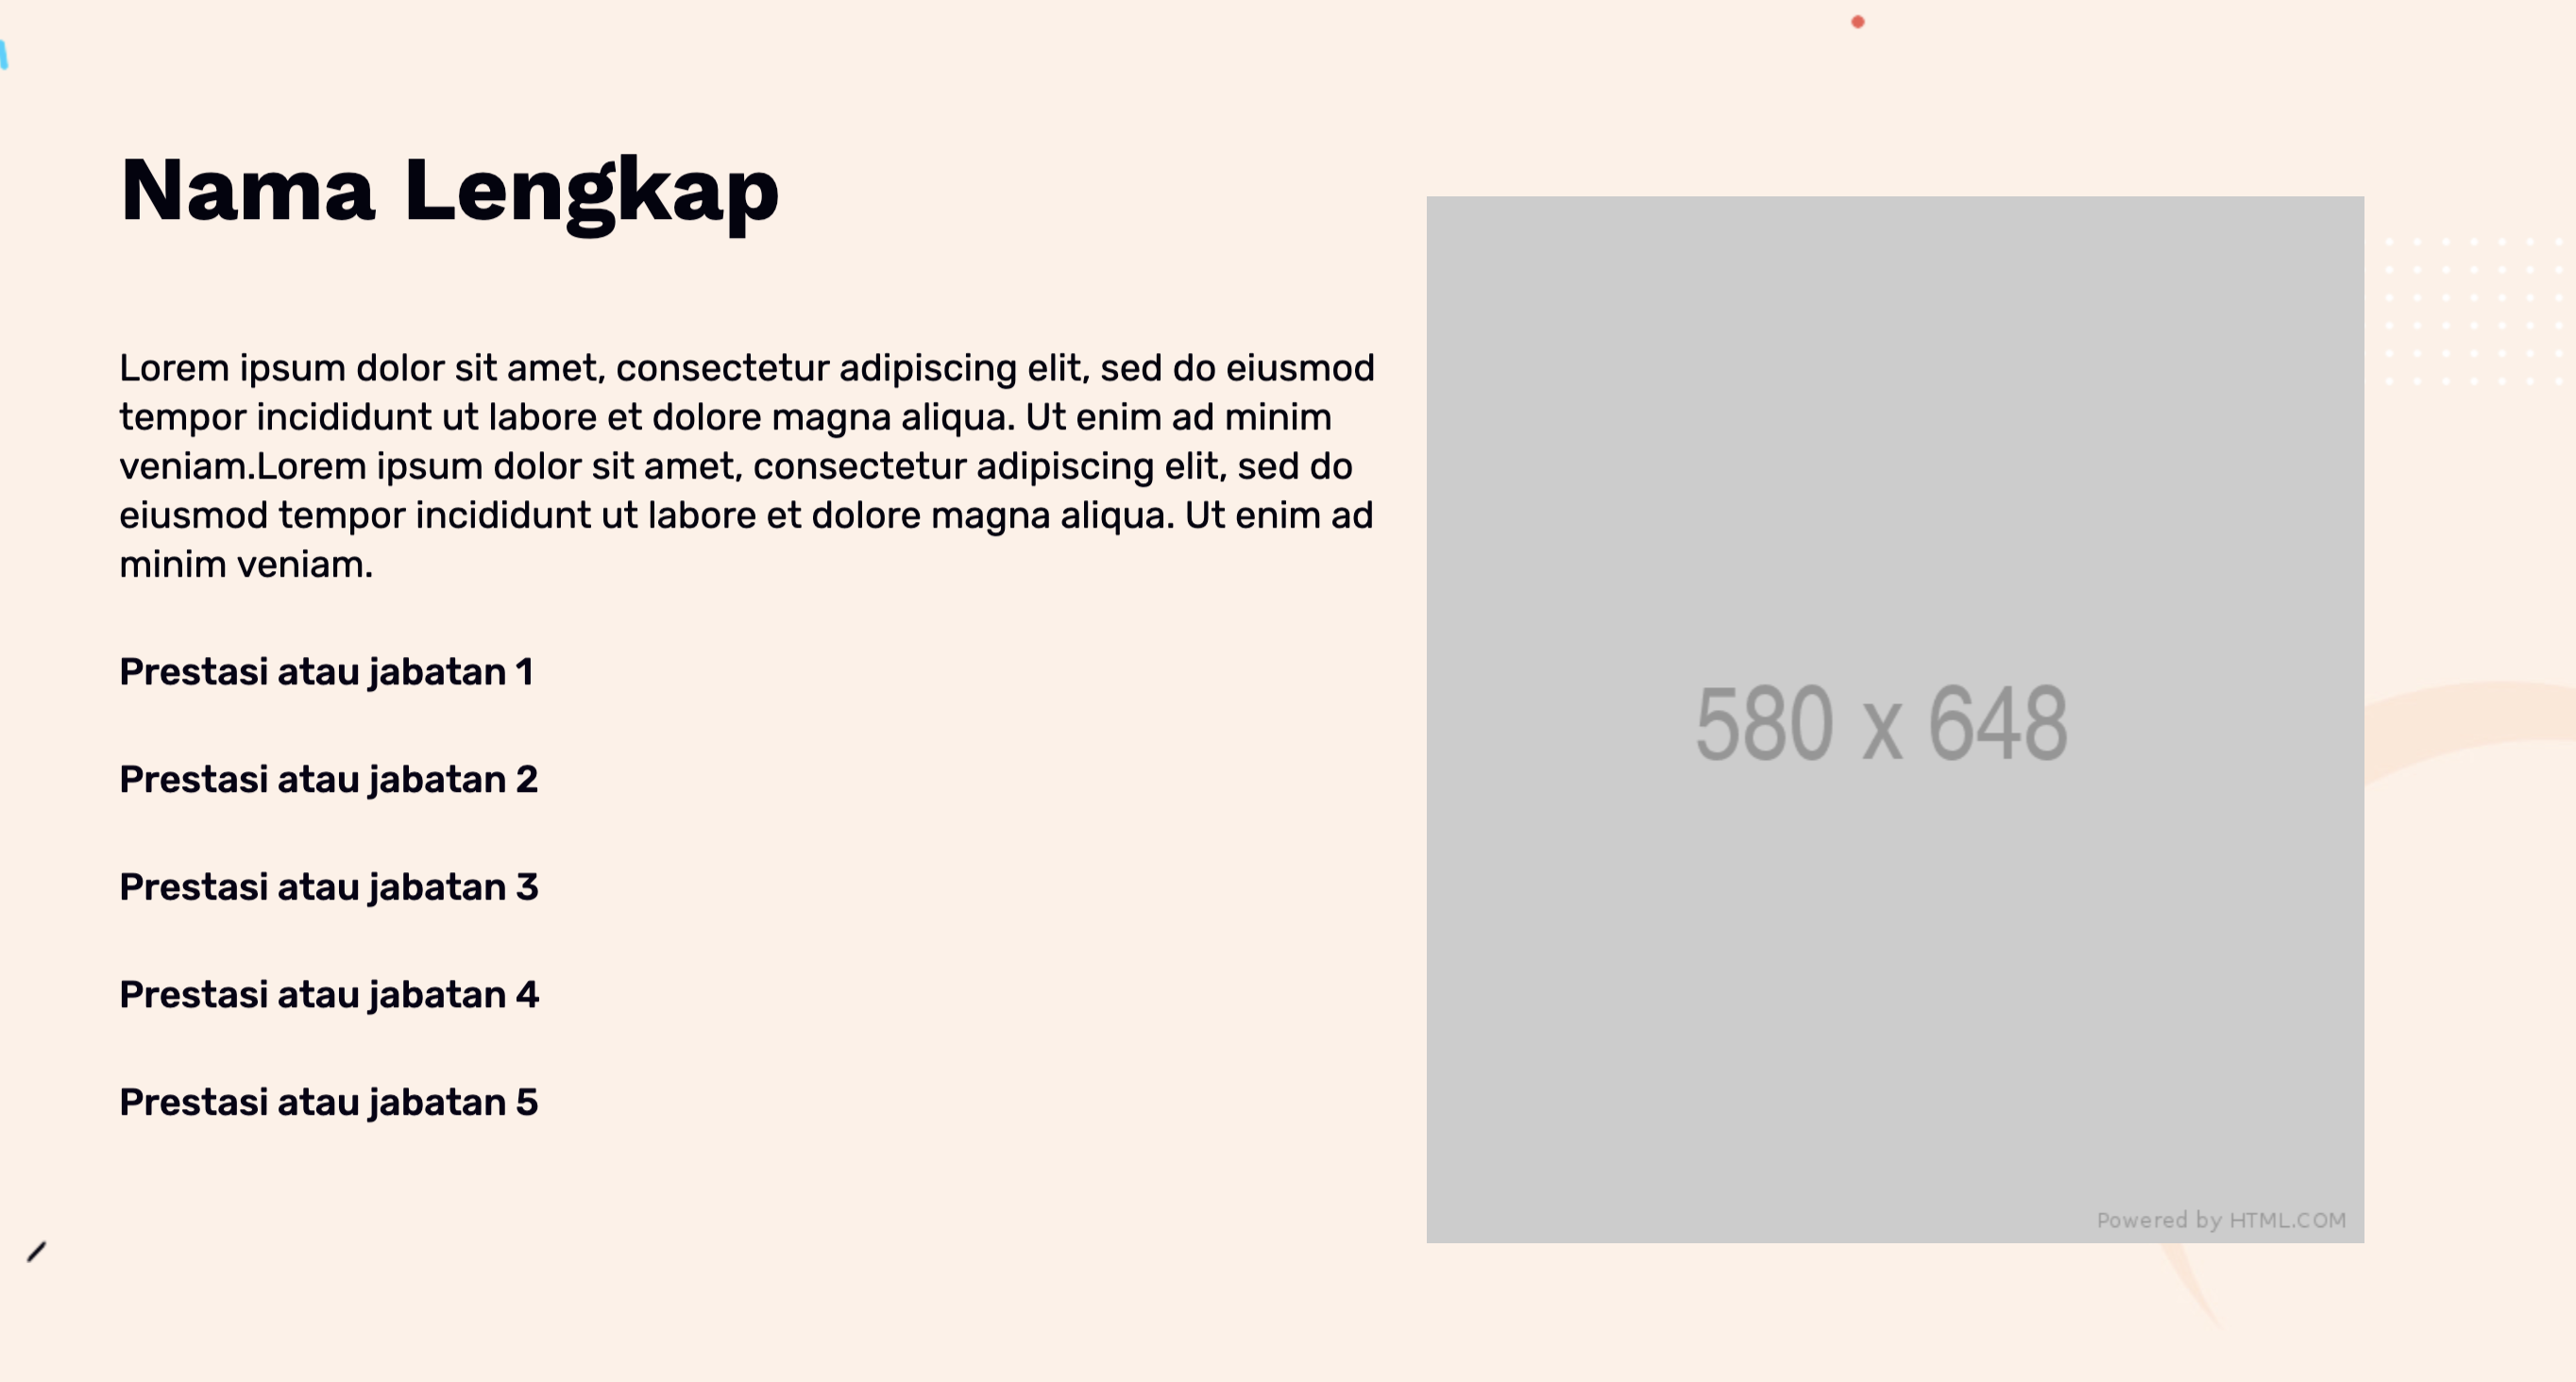 Nama Lengkap
Lorem ipsum dolor sit amet, consectetur adipiscing elit, sed do eiusmod
tempor incididunt ut labore et dolore magna aliqua. Ut enim ad minim
veniam.Lorem ipsum dolor sit amet, consectetur adipiscing elit, sed do
eiusmod tempor incididunt ut labore et dolore magna aliqua. Ut enim ad
minim veniam.
Prestasi atau jabatan 1
Prestasi atau jabatan 2
Prestasi atau jabatan 3
Prestasi atau jabatan 4
Prestasi atau jabatan 5
580 x 648
Powered by HTML.COM